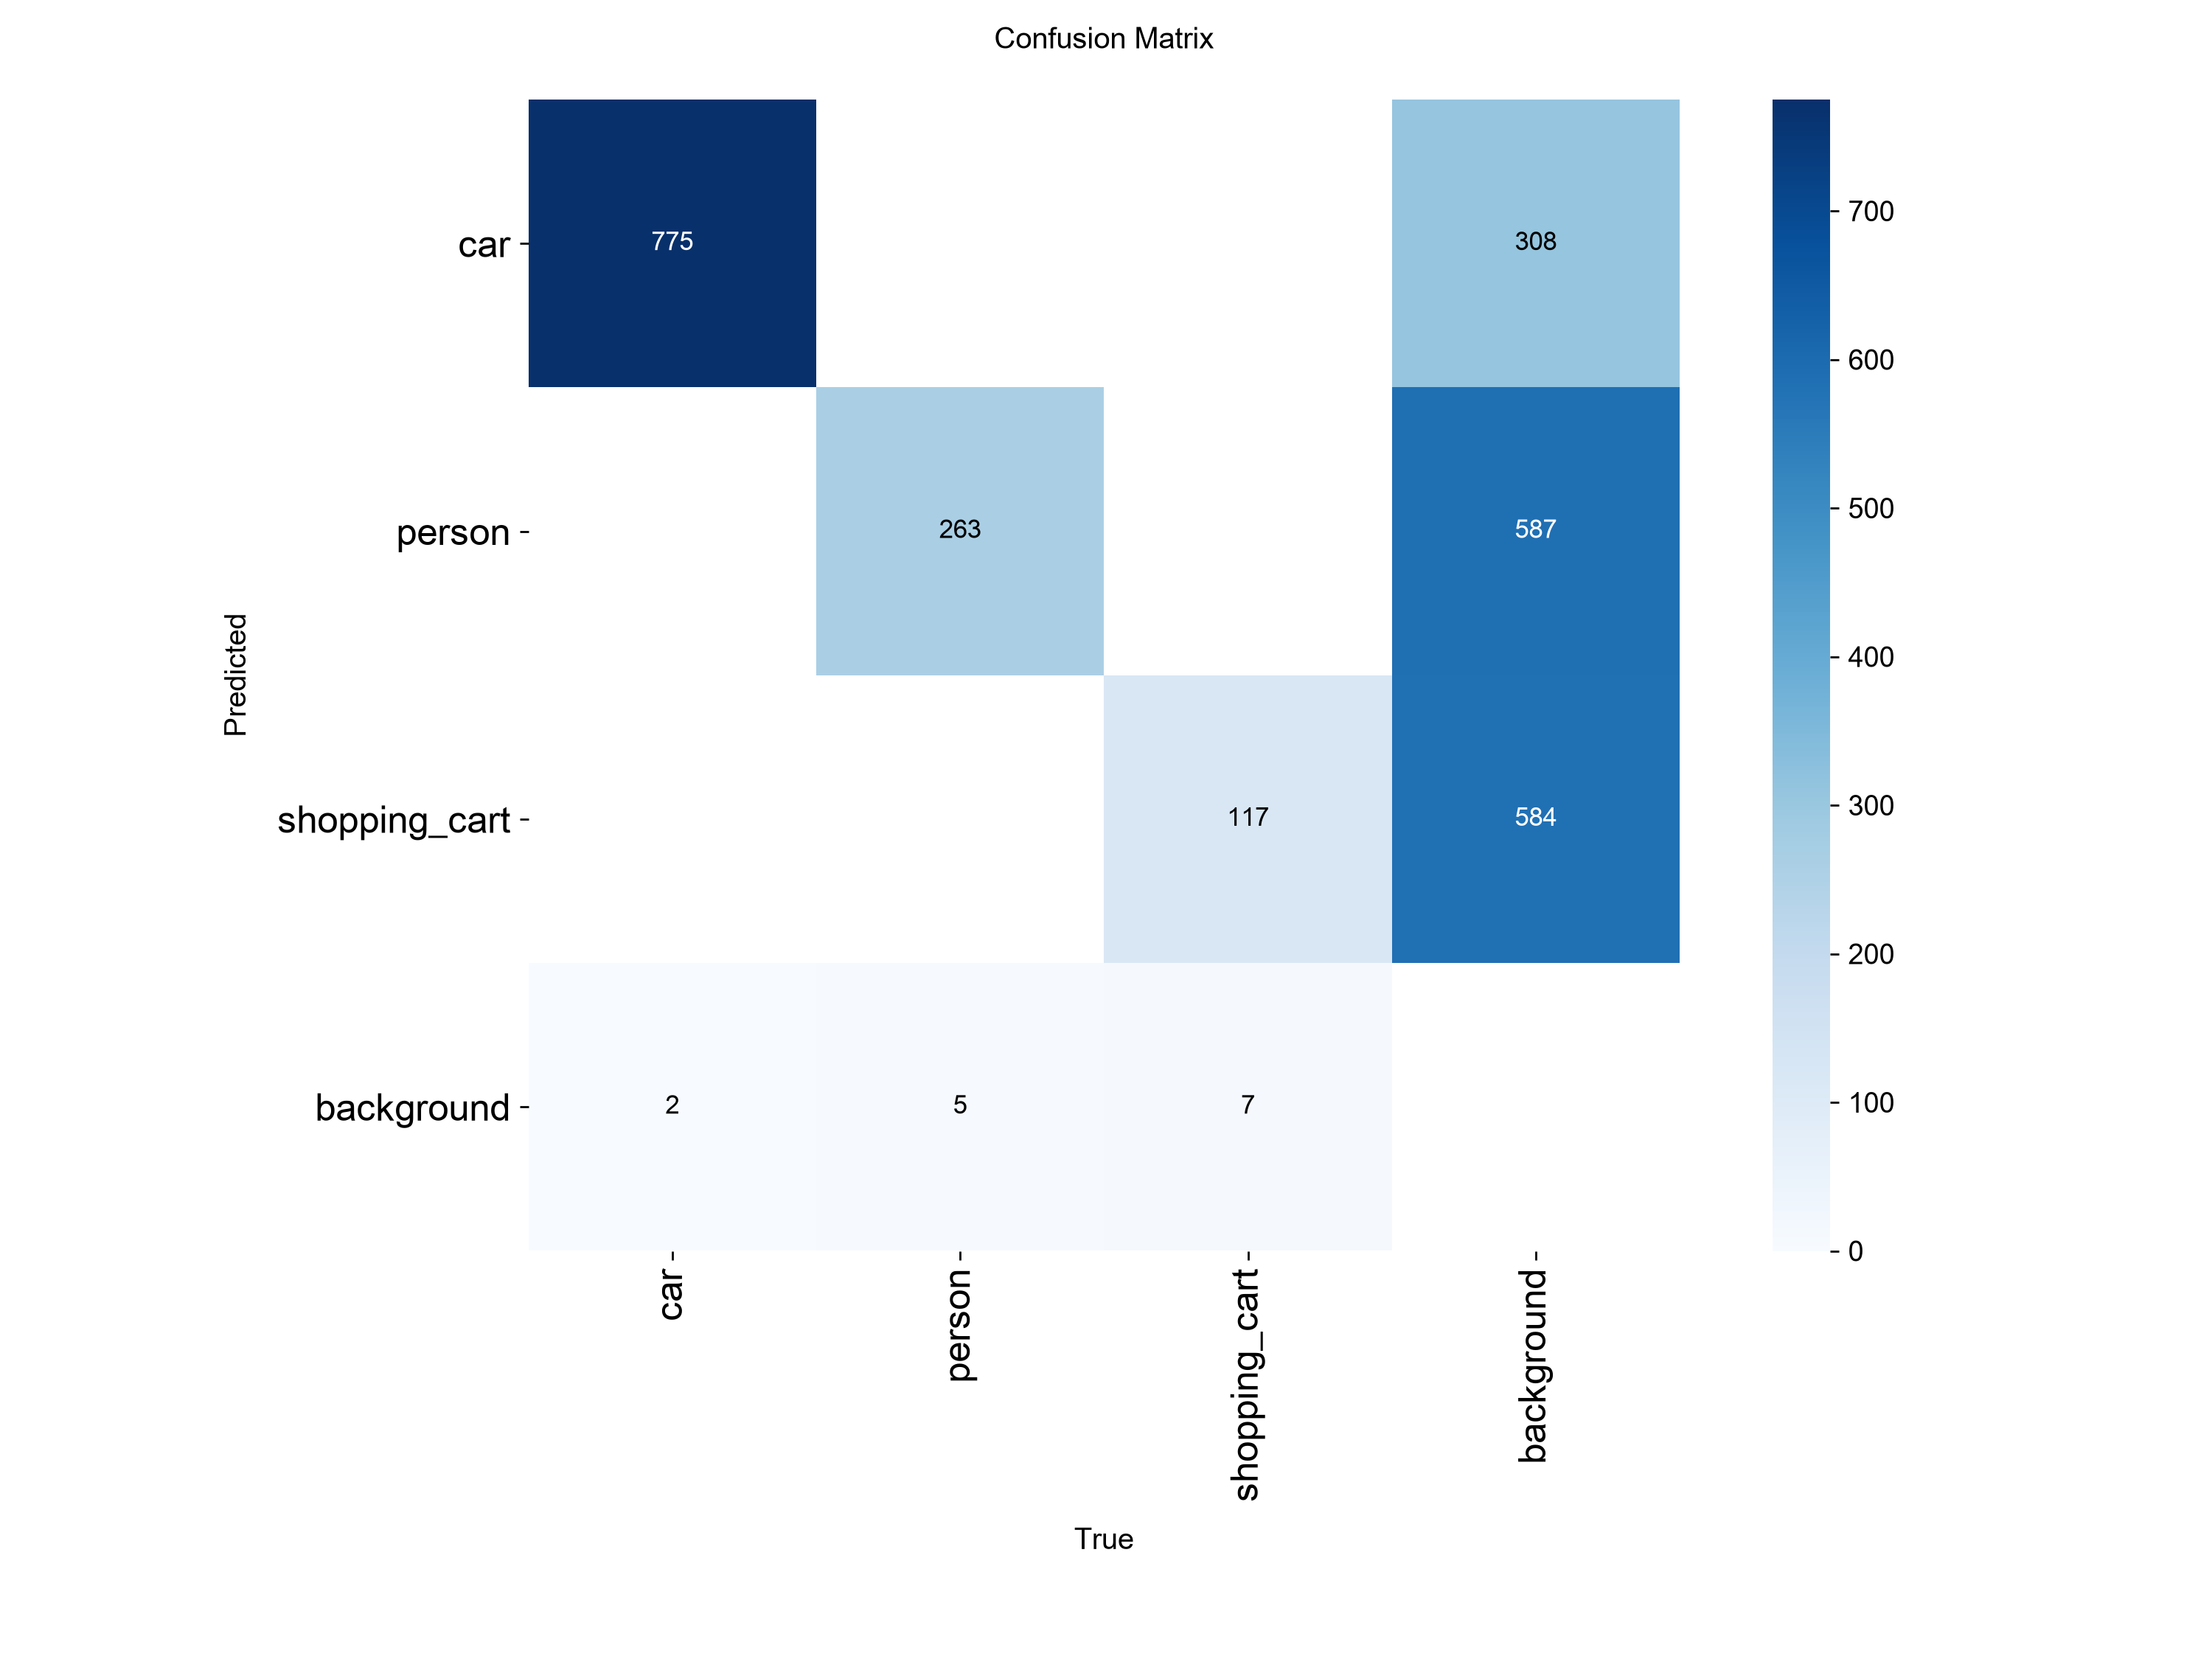 Confusion Matrix
car
775
308
700
600
person
263
587
500
400
Predicted
shopping_cart
117
584
300
200
background
2
5
7
100
0
car
person
shopping_cart
background
True